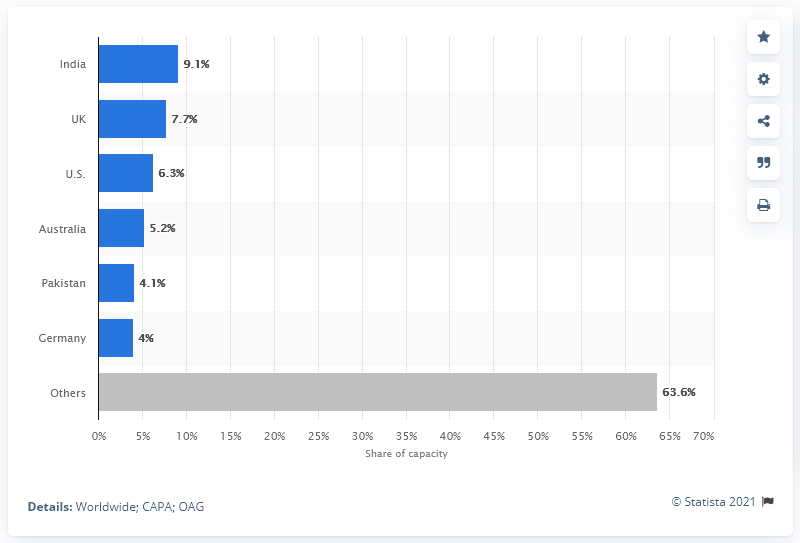 India 9.1%
UK 7.7%
U.S. 6.3%
Australia 5.2%
Pakistan 4.1%
Germany 4%
Others 63.6%
0% 5% 10% 15% 20% 25% 30% 35% 40% 45% 50% 55% 60% 65% 70%
Share of capacity
Details: Worldwide; CAPA; OAG
© Statista 2021